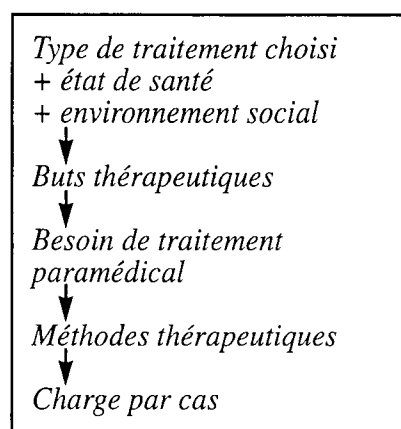 Type de traitement choisi
+ état de santé
+ environnement social
Buts thérapeutiques
Besoin de traitement
paramédical
Méthodes thérapeutiques
Charge par cas